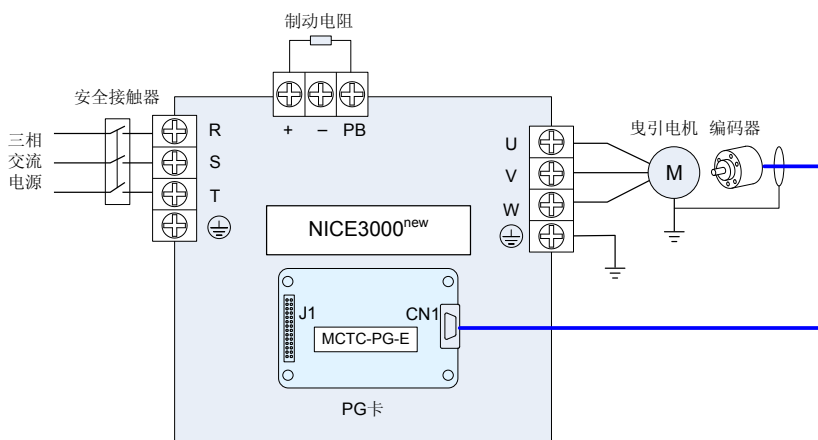 制动电阻
安全接触器
三相
交流
电源
R
S
T
+ – PB
U
V
W
曳引电机 编码器
M
NICE3000new
J1
CN1
MCTC-PG-E
PG卡